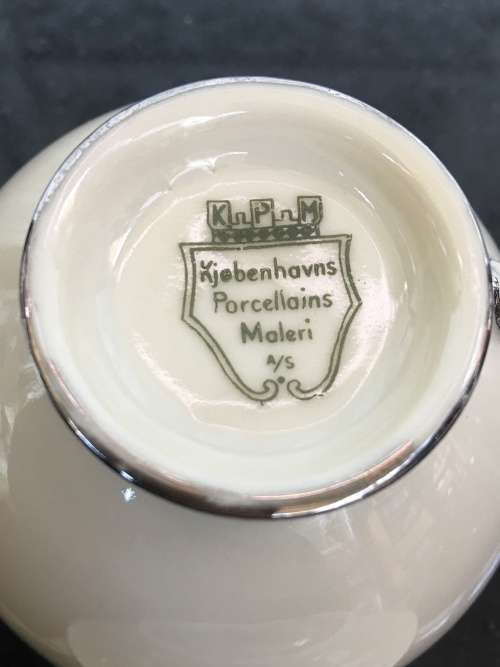 KPM
Kjøbenhavns
Porcellains
Maleri
A/S